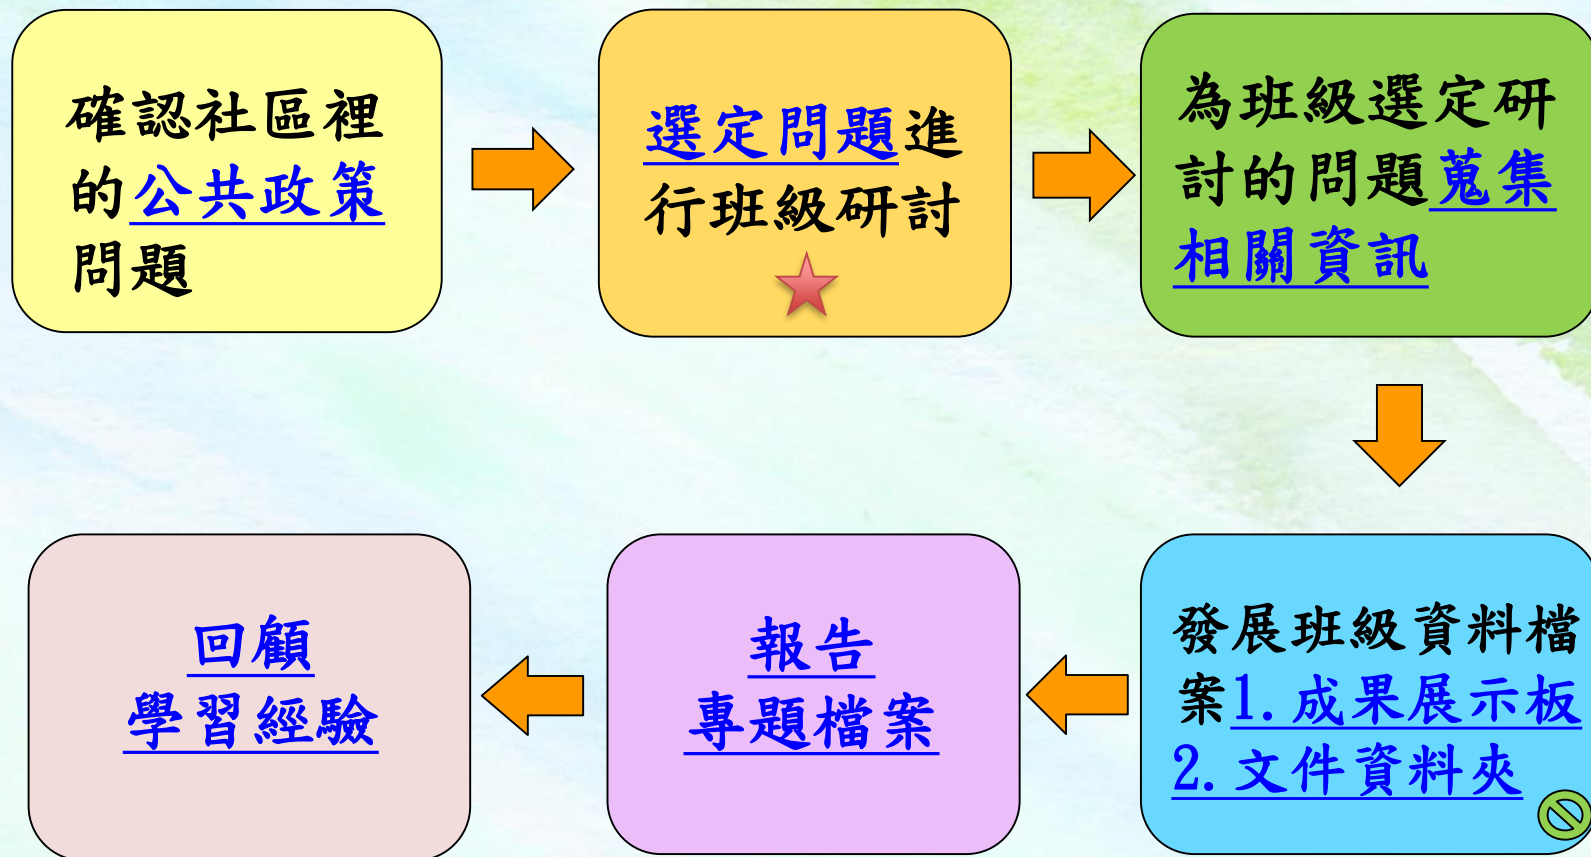 確認社區裡
的公共政策
問題
選定問題進
行班級研討
為班級選定研
討的問題蒐集
相關資訊
發展班級資料檔
案1.成果展示板
2.文件資料夾
報告
專題檔案
回顧
學習經驗